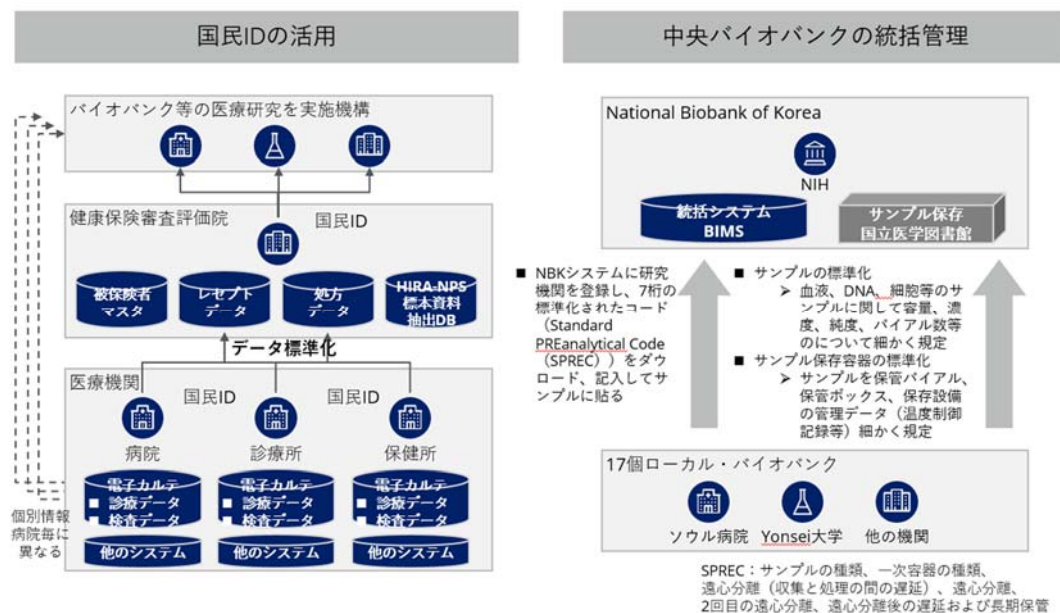 国民IDの活用
バイオバンク等の医療研究を実施機構
健康保険審査評価院
国民ID
被保険者
マスタ
レセプト
データ
処方
データ
HIRA-NPS
標本資料
抽出DB
データ標準化
医療機関
国民ID
国民ID
病院
診療所
保健所
電子カルテ
■ 診療データ
■ 検査データ
電子カルテ
■ 診療データ
■ 検査データ
電子カルテ
■ 診療データ
■ 検査データ
他のシステム
他のシステム
他のシステム
個別情報
病院毎に
異なる
中央バイオバンクの統括管理
National Biobank of Korea
NIH
統括システム
BIMS
サンプル保存
国立医学図書館
■ NBKシステムに研究
機関を登録し、7桁の
標準化されたコード
(Standard
PREanalytical Code
(SPREC))をダウ
ロード、記入してサ
ンプルに貼る
■ サンプルの標準化
➢ 血液、DNA、細胞等のサ
ンプルに関して容量、濃
度、純度、バイアル数等
のについて細かく規定
■ サンプル保存容器の標準化
➢ サンプルを保管バイアル、
保管ボックス、保存設備
の管理データ(温度制御
記録等)細かく規定
17個ローカル・バイオバンク
ソウル病院
Yonsei大学
他の機関
SPREC：サンプルの種類、一次容器の種類、
遠心分離(収集と処理の間の遅延)、遠心分離、
2回目の遠心分離、遠心分離後の遅延および長期保管